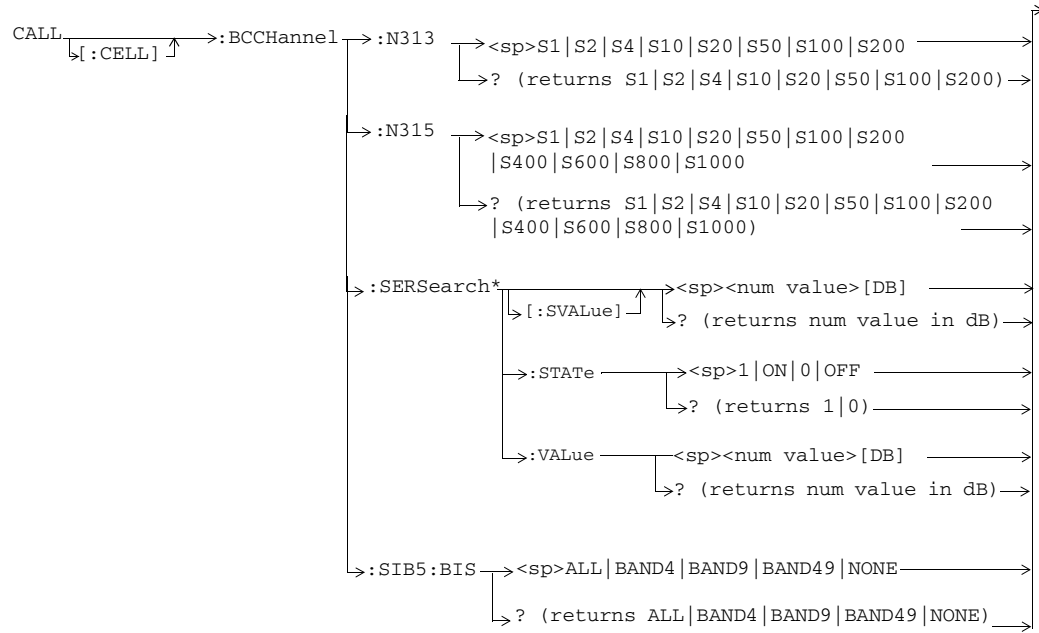 CALL [:CELL] :BCCHannel :N313 <sp>S1|S2|S4|S10|S20|S50|S100|S200
? (returns S1|S2|S4|S10|S20|S50|S100|S200)
:N315 <sp>S1|S2|S4|S10|S20|S50|S100|S200
|S400|S600|S800|S1000
? (returns S1|S2|S4|S10|S20|S50|S100|S200
|S400|S600|S800|S1000)
:SERSearch* [:SVALue] <sp><num value>[DB]
? (returns num value in dB)
:STATe <sp>1|ON|0|OFF
? (returns 1|0)
:VALue <sp><num value>[DB]
? (returns num value in dB)
:SIB5:BIS <sp>ALL|BAND4|BAND9|BAND49|NONE
? (returns ALL|BAND4|BAND9|BAND49|NONE)